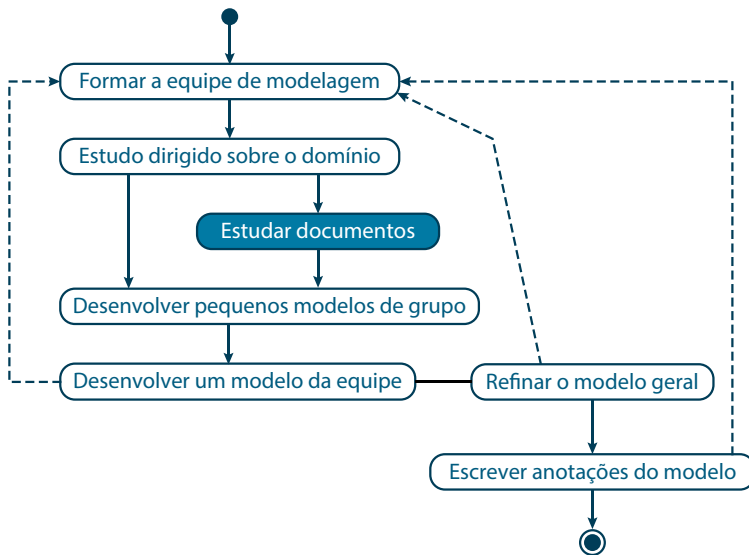 Formar a equipe de modelagem
Estudo dirigido sobre o domínio
Estudar documentos
Desenvolver pequenos modelos de grupo
Desenvolver um modelo da equipe
Refinar o modelo geral
Escrever anotações do modelo